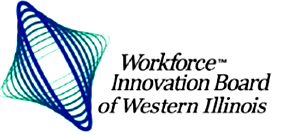 Workforce™
Innovation Board
of Western Illinois